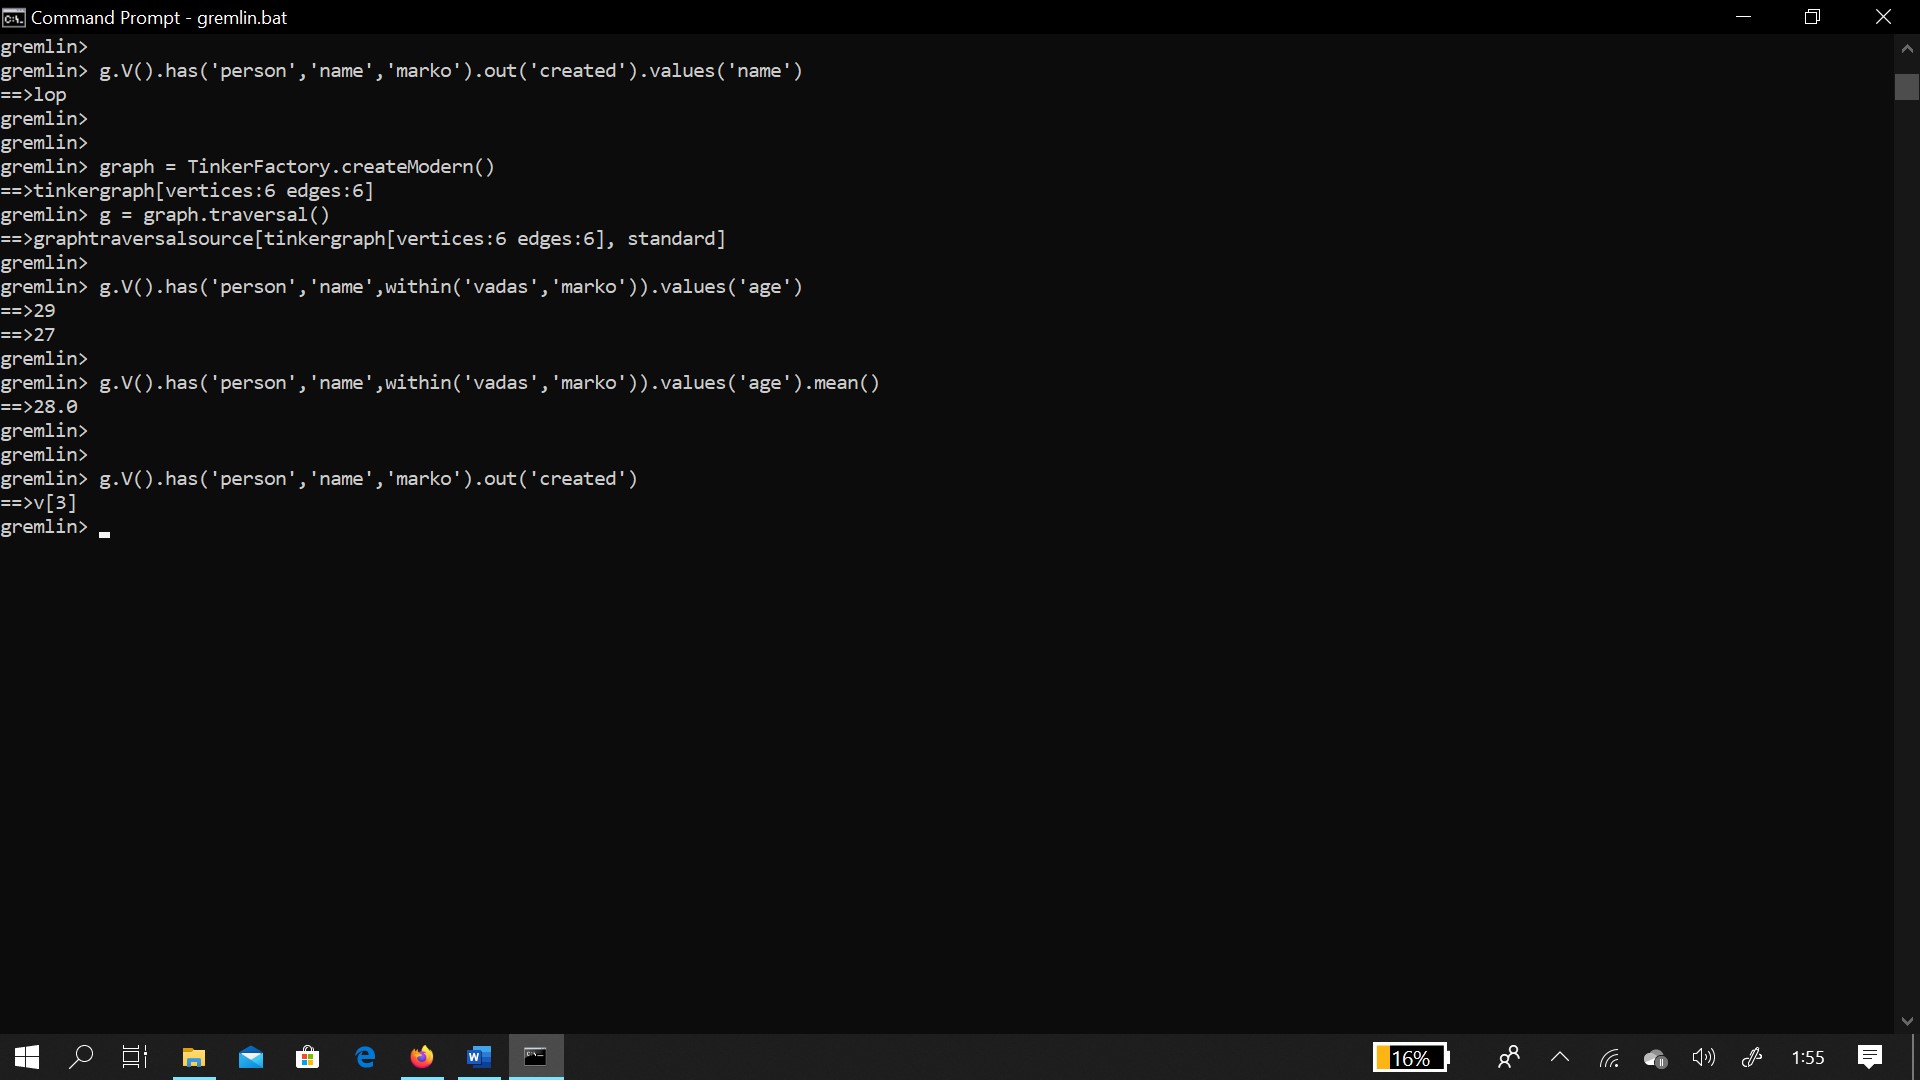 Command Prompt - gremlin.bat
gremlin>
gremlin> g.V().has('person','name','marko').out('created').values('name')
==>lop
gremlin>
gremlin>
gremlin> graph = TinkerFactory.createModern()
==>tinkergraph[vertices:6 edges:6]
gremlin> g = graph.traversal()
==>graphtraversalsource[tinkergraph[vertices:6 edges:6], standard]
gremlin>
gremlin> g.V().has('person','name',within('vadas','marko')).values('age')
==>29
==>27
gremlin>
gremlin> g.V().has('person','name',within('vadas','marko')).values('age').mean()
==>28.0
gremlin>
gremlin>
gremlin> g.V().has('person','name','marko').out('created')
==>v[3]
gremlin>
16%
1:55